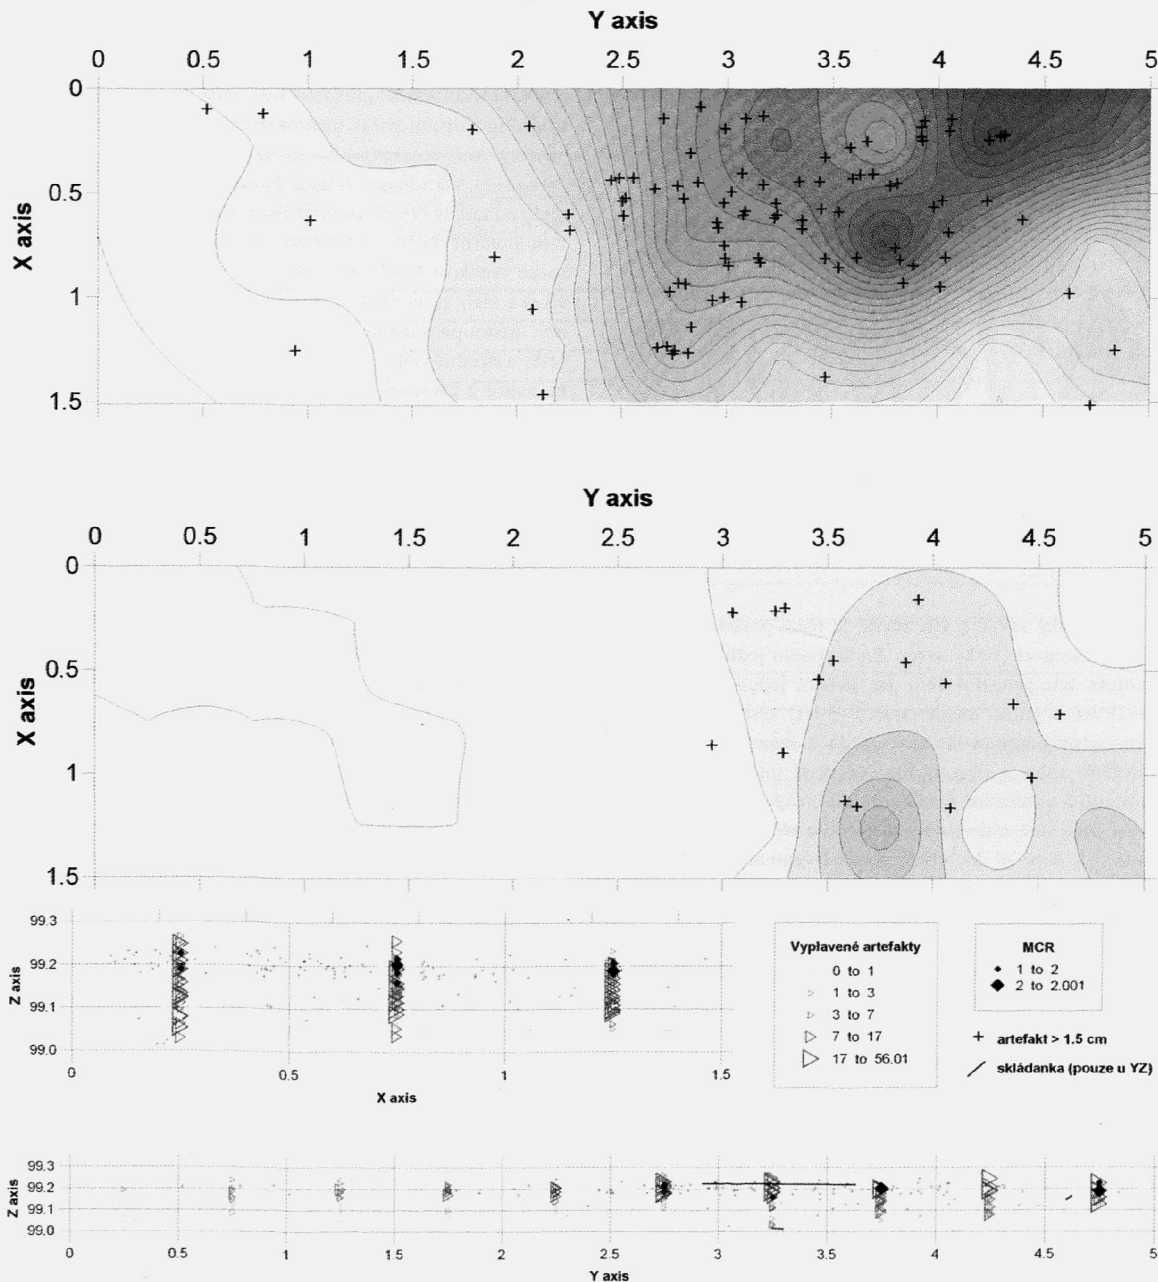 Y axis
0 0.5 1 1.5 2 2.5 3 3.5 4 4.5 5
0
0.5
X axis
1
1.5
Y axis
0 0.5 1 1.5 2 2.5 3 3.5 4 4.5 5
0
0.5
X axis
1
1.5
99.3
99.2
Z axis
99.1
99.0
0 0.5 1 1.5
X axis
Vyplavené artefakty
0 to 1
1 to 3
3 to 7
7 to 17
17 to 56.01
MCR
1 to 2
2 to 2.001
artefakt > 1.5 cm
skládanka (pouze u YZ)
99.3
99.2
Z axis
99.1
99.0
0 0.5 1 1.5 2 2.5 3 3.5 4 4.5 5
Y axis